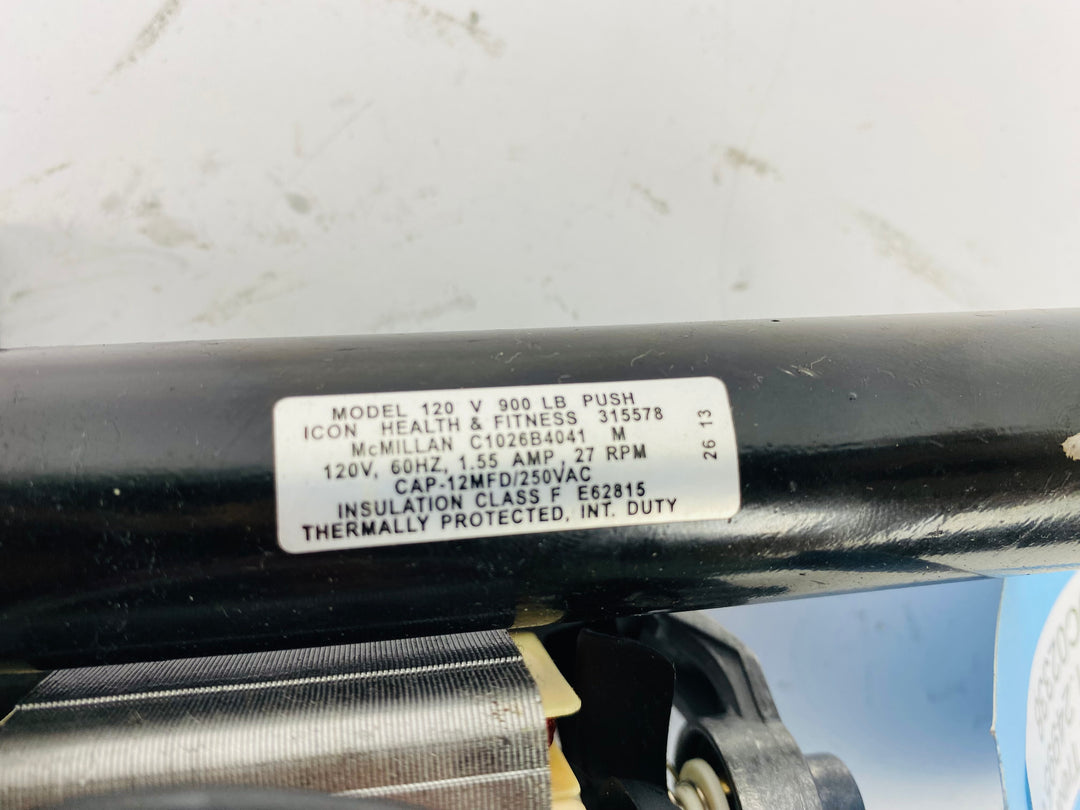 MODEL 120 V 900 LB PUSH
ICON HEALTH & FITNESS 315578
McMILLAN C1026B4041 M
120V, 60HZ, 1.55 AMP, 27 RPM
CAP-12MFD/250VAC
INSULATION CLASS F E62815
THERMALLY PROTECTED, INT. DUTY
26 13